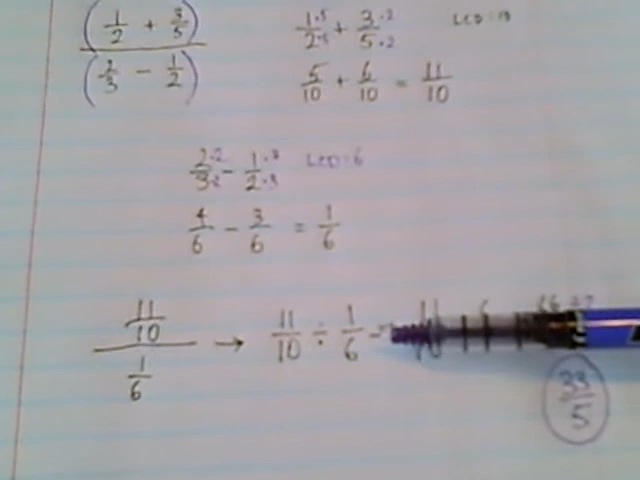 (1/2 + 3/5) / (2/3 − 1/2)
1·5/2·5 + 3·2/5·2 LCD=10
5/10 + 6/10 = 11/10
2·2/3·2 − 1·3/2·3 LCD=6
4/6 − 3/6 = 1/6
11/10 / 1/6 → 11/10 ÷ 1/6
33/5